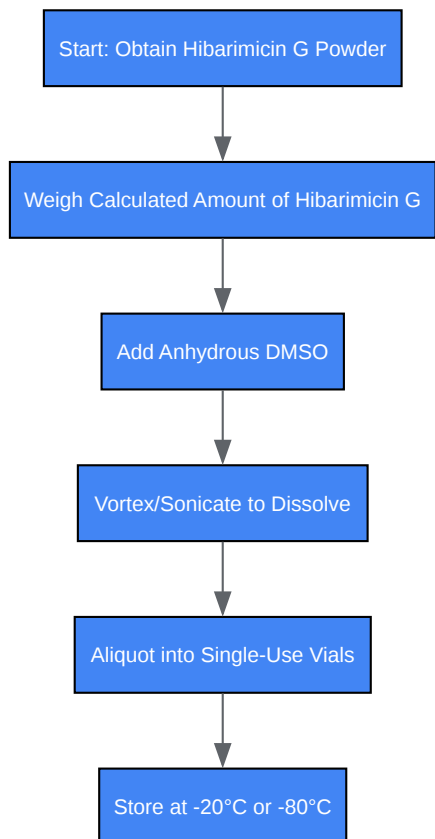 Start: Obtain Hibarimicin G Powder
Weigh Calculated Amount of Hibarimicin G
Add Anhydrous DMSO
Vortex/Sonicate to Dissolve
Aliquot into Single-Use Vials
Store at -20°C or -80°C